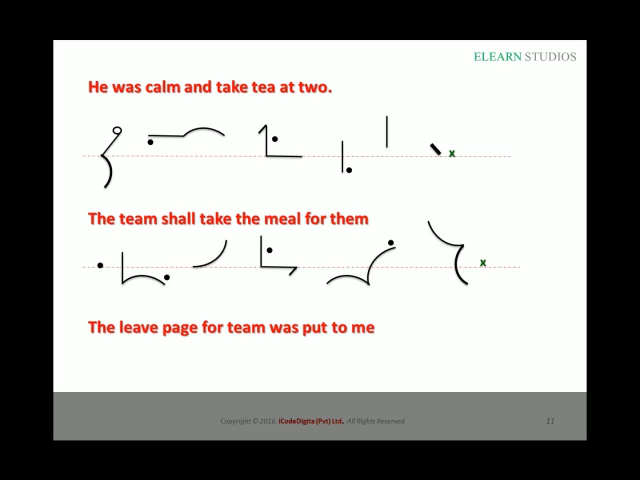 ELEARN STUDIOS
He was calm and take tea at two.
x
The team shall take the meal for them
x
The leave page for team was put to me
Copyright © 2016. iCodeDigita (Pvt) Ltd., All Rights Reserved. 11